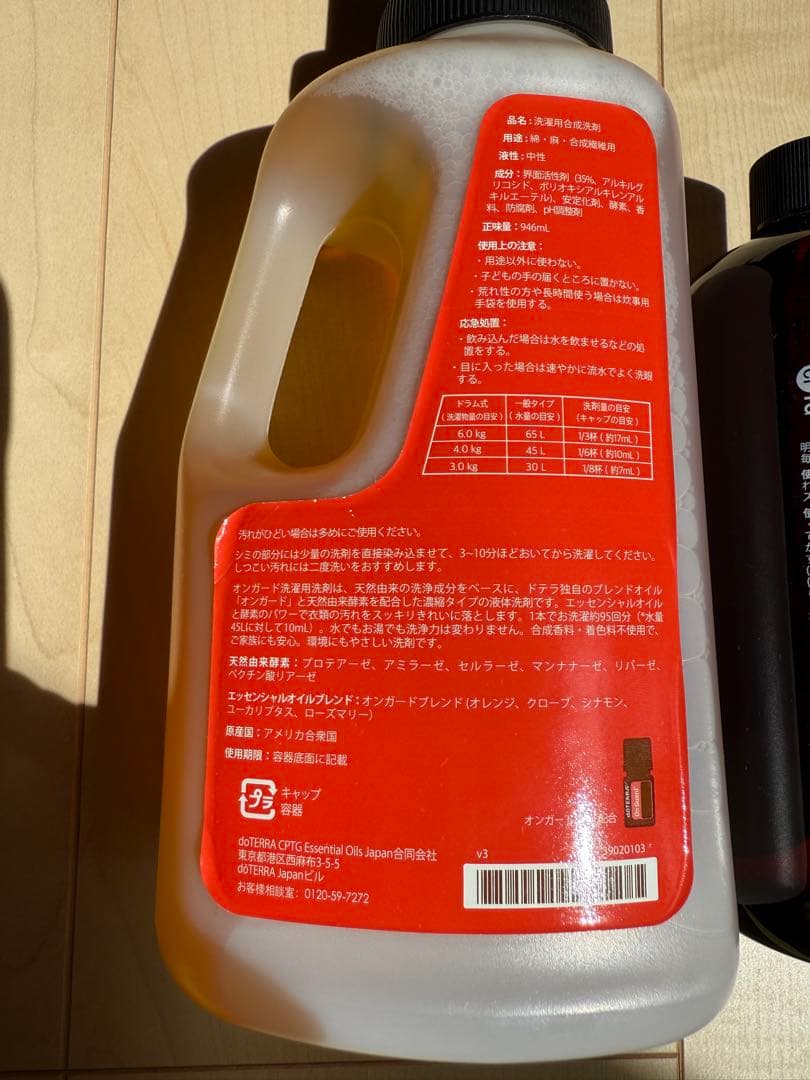 品名：洗濯用合成洗剤
用途：綿・麻・合成繊維用
液性：中性
成分：界面活性剤（35%、アルキルグ
リコシド、ポリオキシアルキレンアル
キルエーテル）、安定化剤、酵素、香
料、防腐剤、pH調整剤
正味量：946mL
使用上の注意：
・用途以外に使わない。
・子どもの手の届くところに置かない。
・荒れ性の方や長時間使う場合は炊事用
手袋を使用する。
応急処置：
・飲み込んだ場合は水を飲ませるなどの処
置をする。
・目に入った場合は速やかに流水でよく洗眼
する。
ドラム式 一般タイプ 洗剤量の目安
（洗濯物量の目安） （水量の目安） （キャップの目安）
6.0 kg 65 L 1/3杯（約17mL）
4.0 kg 45 L 1/6杯（約10mL）
3.0 kg 30 L 1/8杯（約7mL）
汚れがひどい場合は多めにご使用ください。
シミの部分には少量の洗剤を直接染み込ませて、3~10分ほどおいてから洗濯してください。
しつこい汚れには二度洗いをおすすめします。
オンガード洗濯用洗剤は、天然由来の洗浄成分をベースに、ドテラ独自のブレンドオイル
「オンガード」と天然由来酵素を配合した濃縮タイプの液体洗剤です。エッセンシャルオイル
と酵素のパワーで衣類の汚れをスッキリきれいに落とします。1本でお洗濯約95回分（*水量
45Lに対して10mL）。水でもお湯でも洗浄力は変わりません。合成香料・着色料不使用で、
ご家族にも安心。環境にもやさしい洗剤です。
天然由来酵素：プロテアーゼ、アミラーゼ、セルラーゼ、マンナナーゼ、リパーゼ、
ペクチン酸リアーゼ
エッセンシャルオイルブレンド：オンガードブレンド（オレンジ、クローブ、シナモン、
ユーカリプタス、ローズマリー）
原産国：アメリカ合衆国
使用期限：容器底面に記載
プラ
キャップ
容器
dōTERRA
On Guard
オンガー 配合
doTERRA CPTG Essential Oils Japan合同会社
東京都港区西麻布3-5-5
dōTERRA Japanビル
お客様相談室：0120-59-7272
v3 39020103